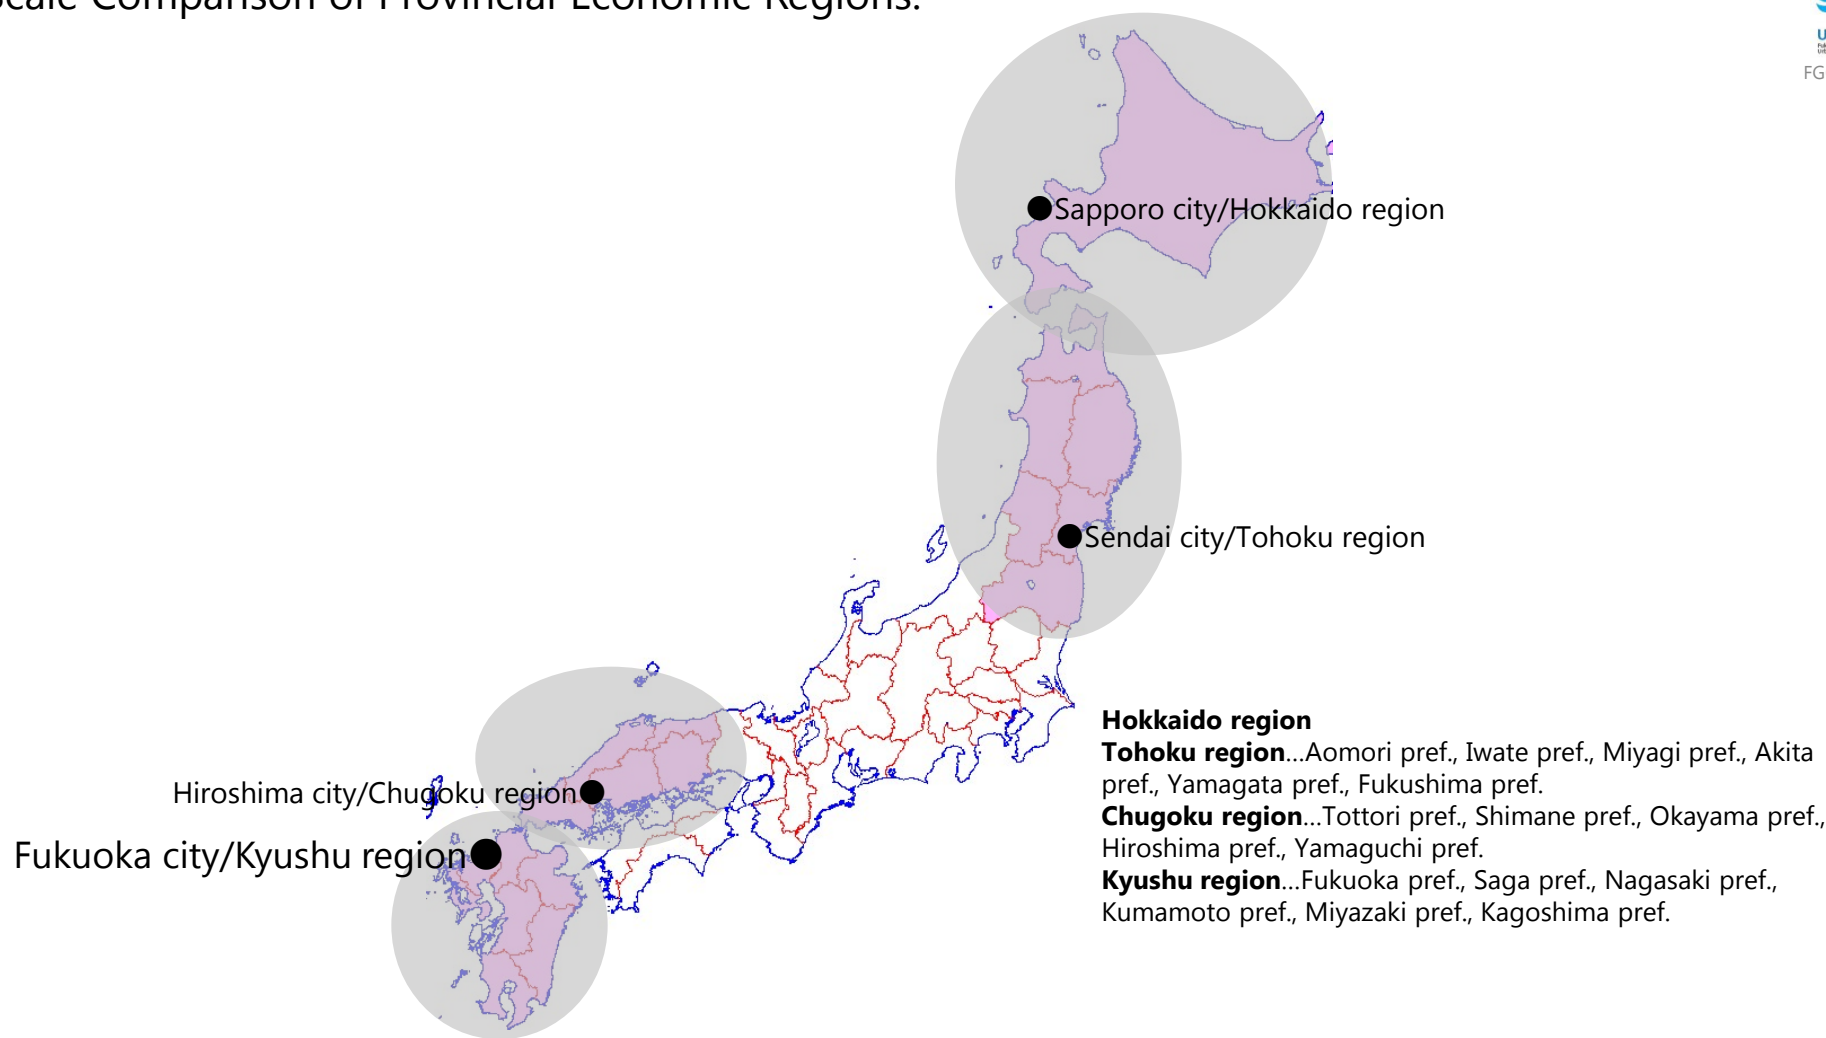 Scale Comparison of Provincial Economic Regions.
FG
Sapporo city/Hokkaido region
Sendai city/Tohoku region
Hiroshima city/Chugoku region
Fukuoka city/Kyushu region
Hokkaido region
Tohoku region...Aomori pref., Iwate pref., Miyagi pref., Akita
pref., Yamagata pref., Fukushima pref.
Chugoku region...Tottori pref., Shimane pref., Okayama pref.,
Hiroshima pref., Yamaguchi pref.
Kyushu region...Fukuoka pref., Saga pref., Nagasaki pref.,
Kumamoto pref., Miyazaki pref., Kagoshima pref.